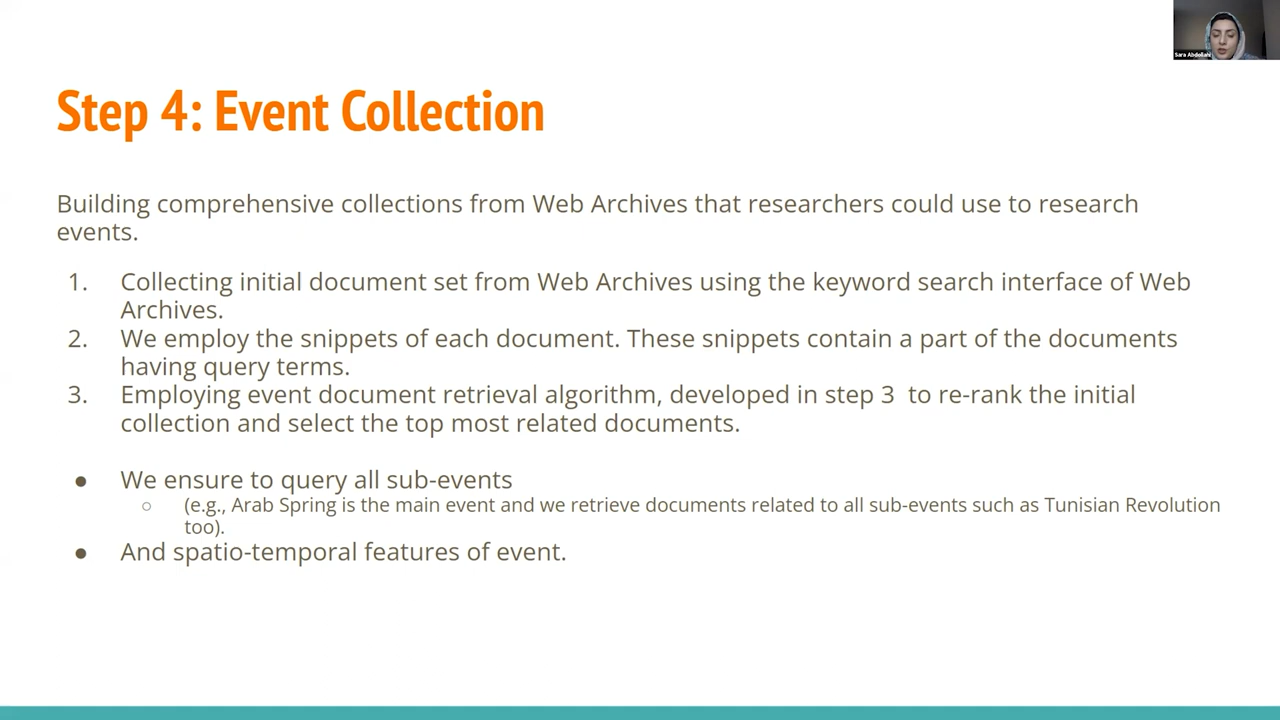 Sara Abdollahi
Step 4: Event Collection
Building comprehensive collections from Web Archives that researchers could use to research
events.
1. Collecting initial document set from Web Archives using the keyword search interface of Web
Archives.
2. We employ the snippets of each document. These snippets contain a part of the documents
having query terms.
3. Employing event document retrieval algorithm, developed in step 3  to re-rank the initial
collection and select the top most related documents.
● We ensure to query all sub-events
○ (e.g., Arab Spring is the main event and we retrieve documents related to all sub-events such as Tunisian Revolution
too).
● And spatio-temporal features of event.